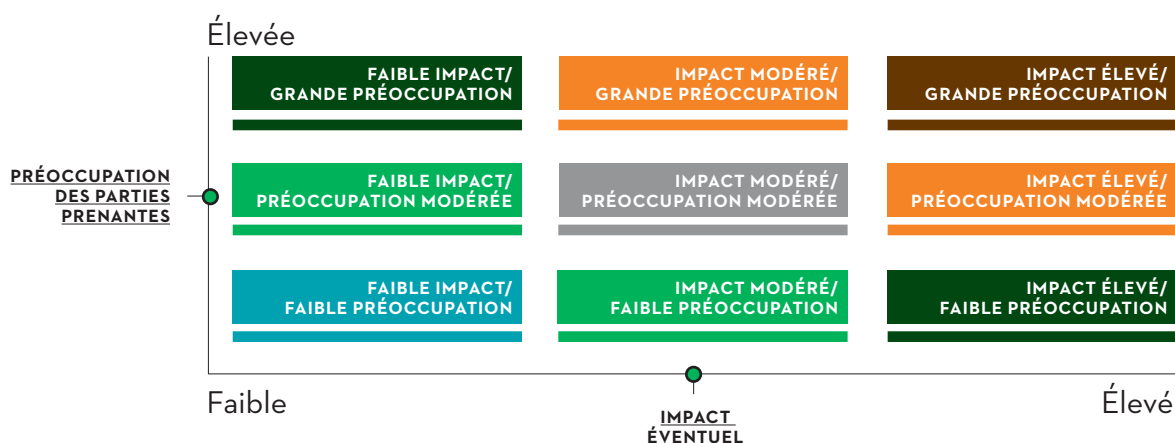 Élevée
FAIBLE IMPACT/
GRANDE PRÉOCCUPATION
IMPACT MODÉRÉ/
GRANDE PRÉOCCUPATION
IMPACT ÉLEVÉ/
GRANDE PRÉOCCUPATION
PRÉOCCUPATION
DES PARTIES
PRENANTES
FAIBLE IMPACT/
PRÉOCCUPATION MODÉRÉE
IMPACT MODÉRÉ/
PRÉOCCUPATION MODÉRÉE
IMPACT ÉLEVÉ/
PRÉOCCUPATION MODÉRÉE
FAIBLE IMPACT/
FAIBLE PRÉOCCUPATION
IMPACT MODÉRÉ/
FAIBLE PRÉOCCUPATION
IMPACT ÉLEVÉ/
FAIBLE PRÉOCCUPATION
Faible
Élevé
IMPACT
ÉVENTUEL